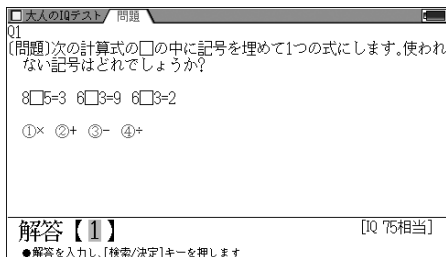 大人のIQテスト 問題
Q1
[問題]次の計算式の□の中に記号を埋めて1つの式にします。使われ
ない記号はどれでしょうか?
8□5=3 6□3=9 6□3=2
①× ②+ ③- ④÷
解答【1】 [IQ 75相当]
●解答を入力し、[検索/決定]キーを押します